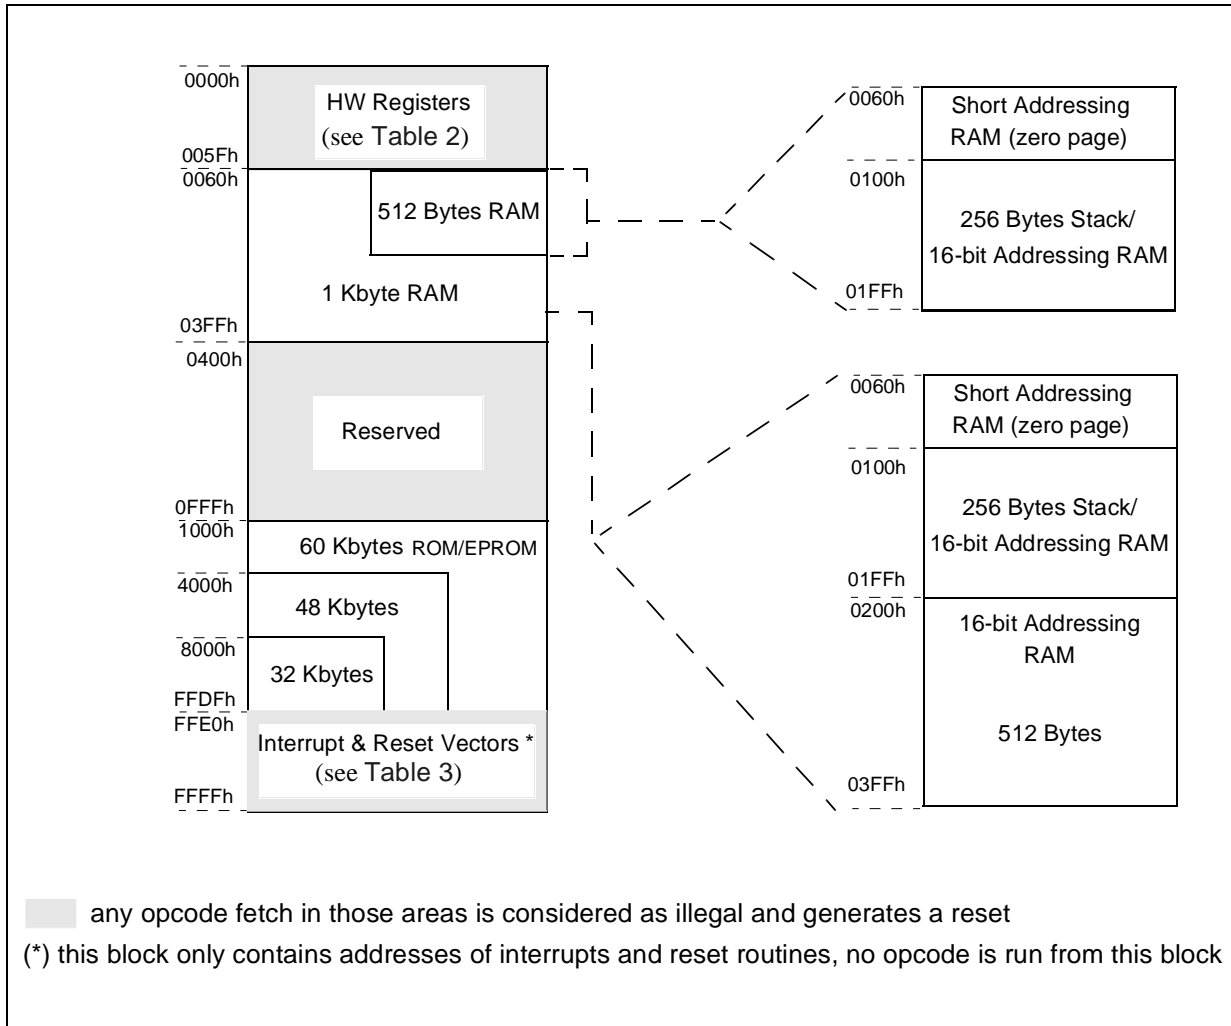 0000h
HW Registers
(see Table 2)
005Fh
0060h
512 Bytes RAM
1 Kbyte RAM
03FFh
0400h
Reserved
0FFFh
1000h
60 Kbytes ROM/EPROM
4000h
48 Kbytes
8000h
32 Kbytes
FFDFh
FFE0h
Interrupt & Reset Vectors *
(see Table 3)
FFFFh
0060h
Short Addressing
RAM (zero page)
0100h
256 Bytes Stack/
16-bit Addressing RAM
01FFh
0060h
Short Addressing
RAM (zero page)
0100h
256 Bytes Stack/
16-bit Addressing RAM
01FFh
0200h
16-bit Addressing
RAM
512 Bytes
03FFh
any opcode fetch in those areas is considered as illegal and generates a reset
(*) this block only contains addresses of interrupts and reset routines, no opcode is run from this block